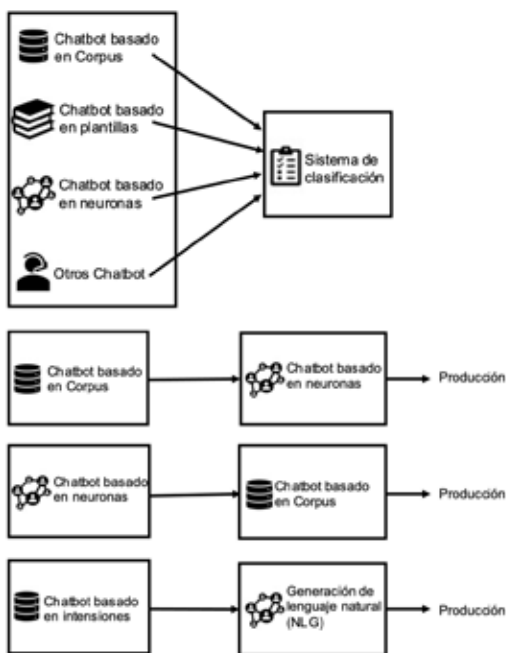 Chatbot basado
en Corpus
Chatbot basado
en plantillas
Chatbot basado
en neuronas
Otros Chatbot
Sistema de
clasificación
Chatbot basado
en Corpus
Chatbot basado
en neuronas
Producción
Chatbot basado
en neuronas
Chatbot basado
en Corpus
Producción
Chatbot basado
en intensiones
Generación de
lenguaje natural
(NLG)
Producción